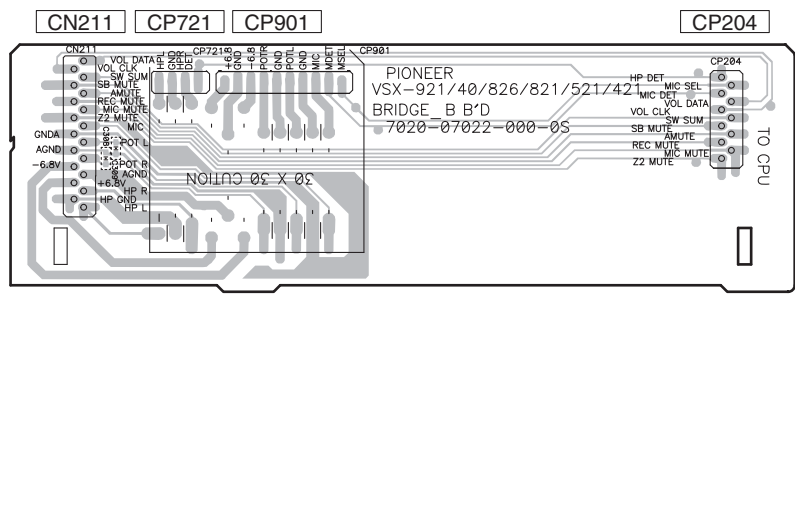 CN211 CP721 CP901 CP204
CN211
VOL DATA
VOL CLK
SW SUM
SB MUTE
AMUTE
REC MUTE
MIC MUTE
Z2 MUTE
MIC
GNDA
POT L
AGND
POT R
-6.8V
AGND
+6.8V
HP R
HP GND
HP L
C308
C309
HPL
GND
HPR
DET
CP721
+6.8
GND
-6.8
POTR
GND
POTL
GND
MIC
MDET
MSEL
CP901
PIONEER
VSX-921/40/826/821/521/421
BRIDGE_B B'D
7020-07022-000-0S
30 X 30 CUTION
CP204
HP DET
MIC SEL
MIC DET
VOL DATA
VOL CLK
SW SUM
SB MUTE
AMUTE
REC MUTE
MIC MUTE
Z2 MUTE
TO CPU